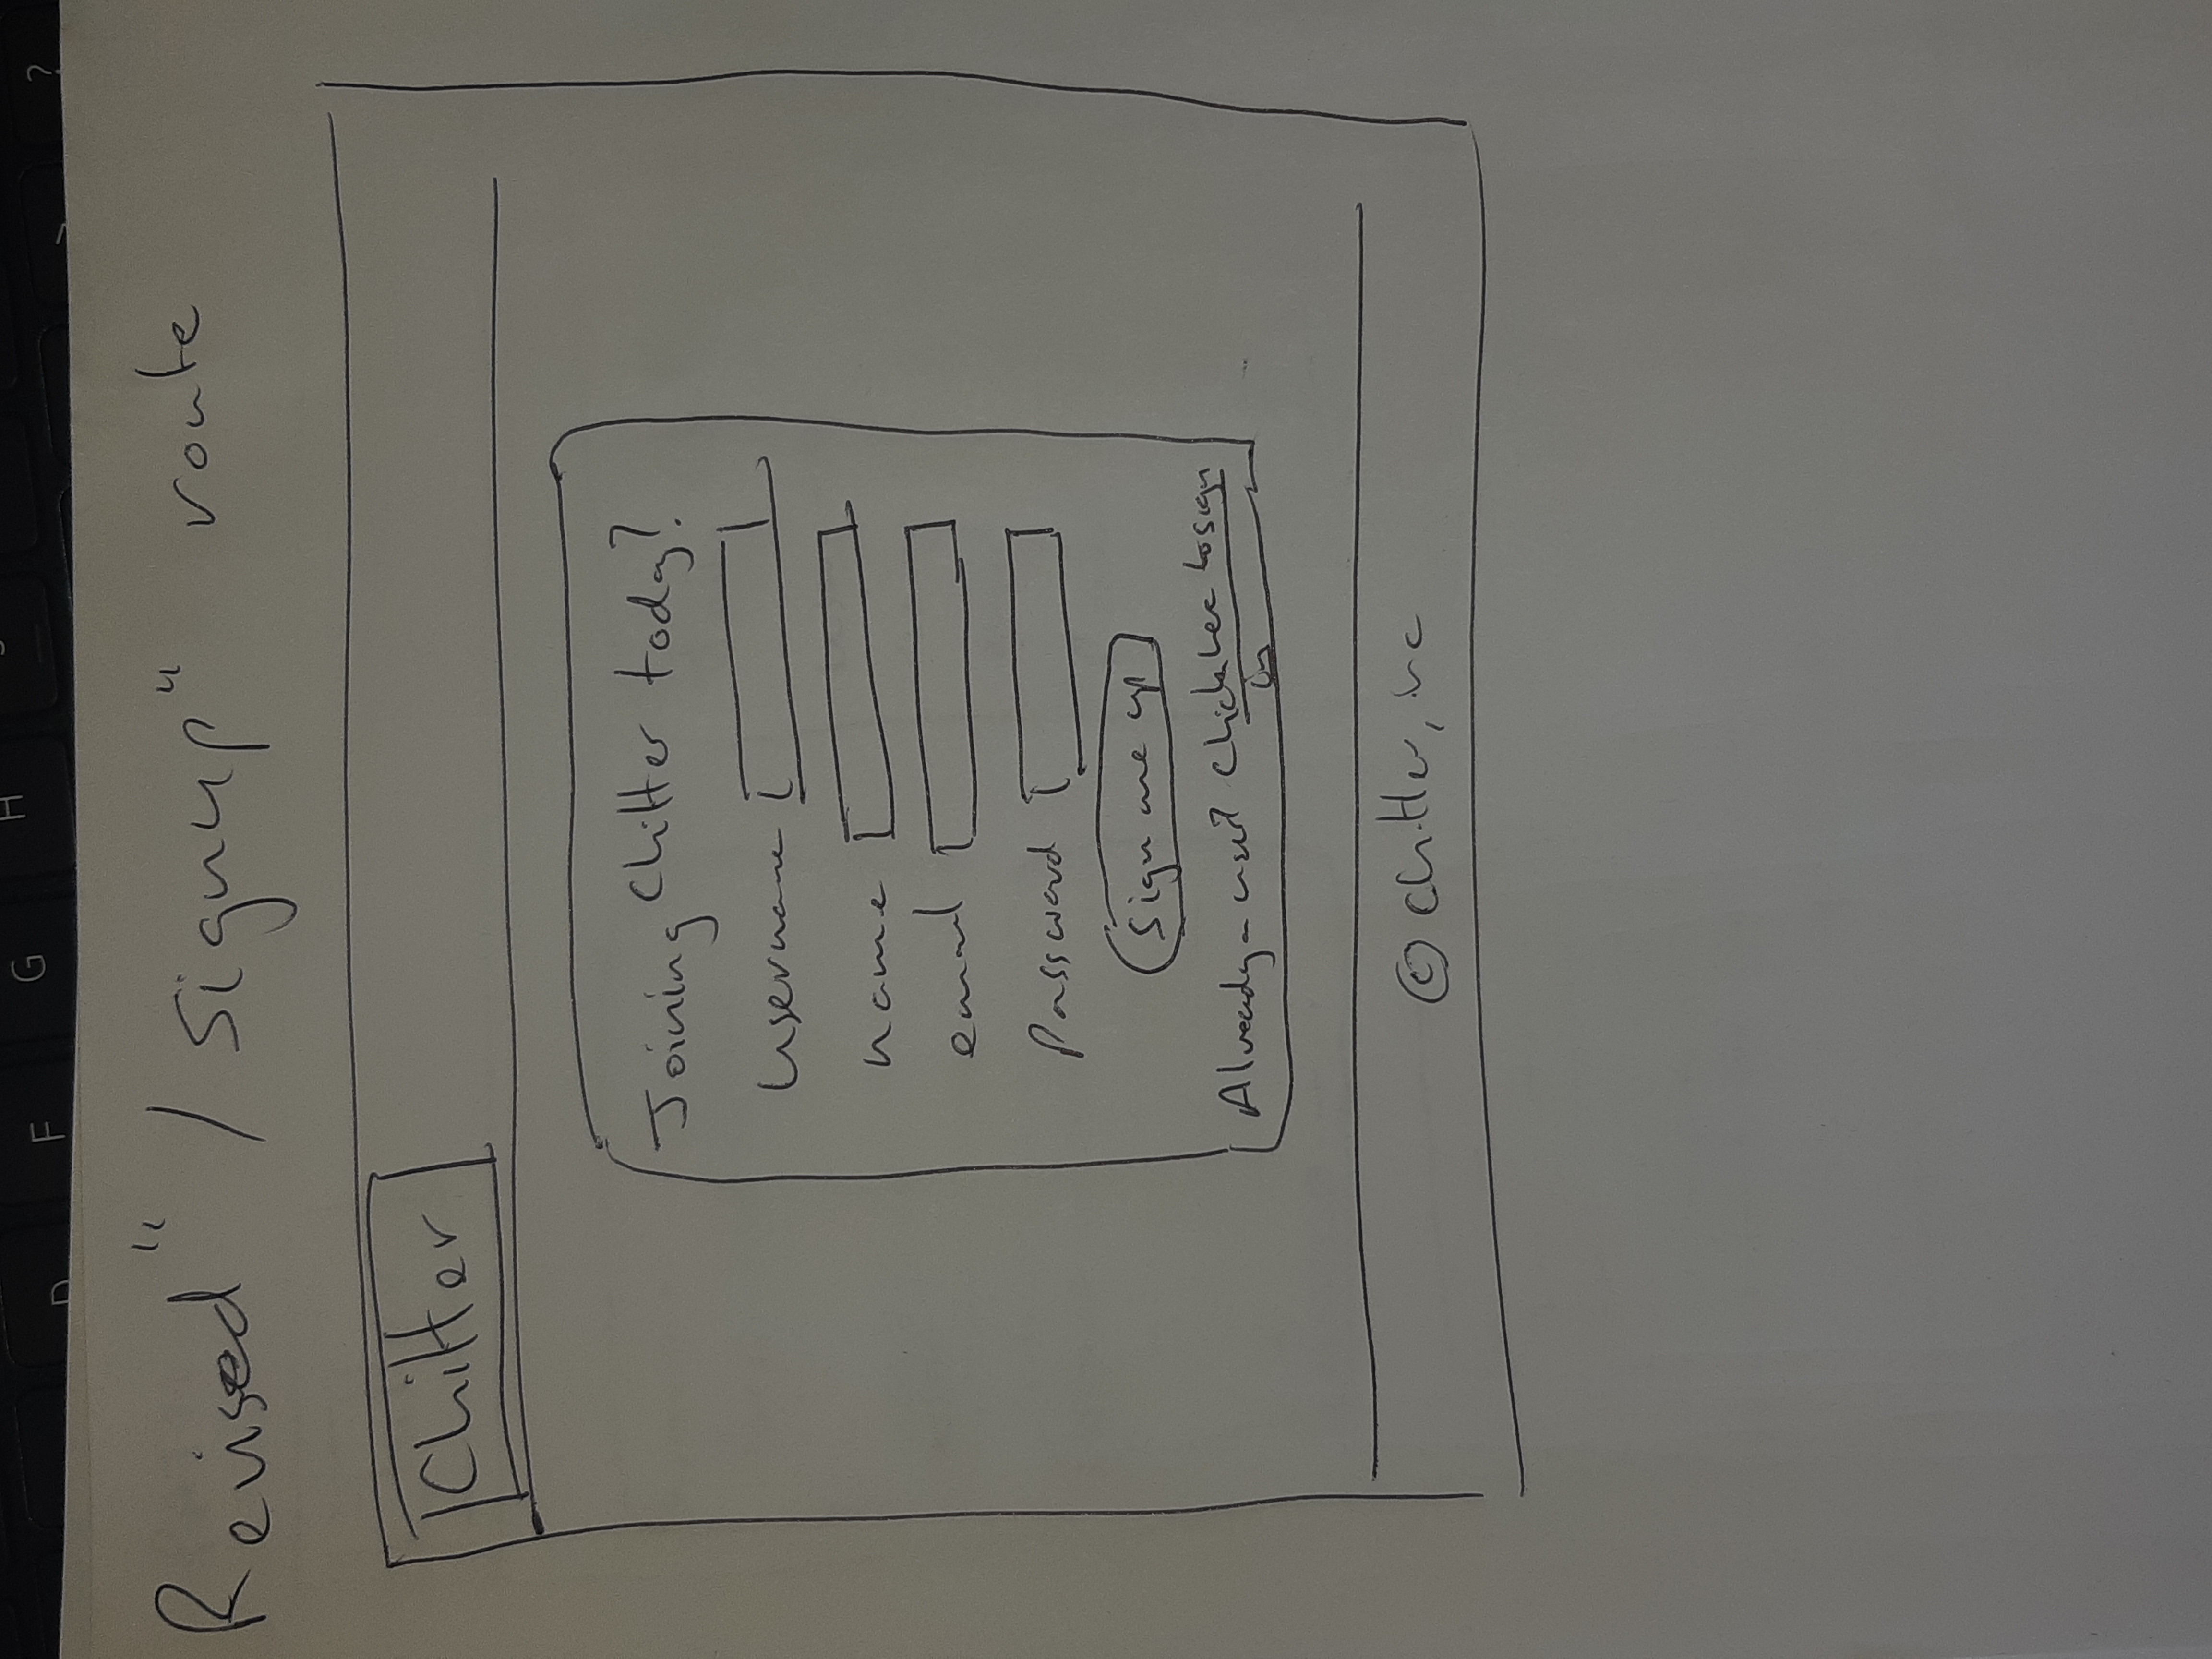 D F G H
?
Revised "/signup" route
Chitter
Joining Chitter today?
username
name
email
password
sign me up
Already a user? Click here to sign
in
© chitter, inc